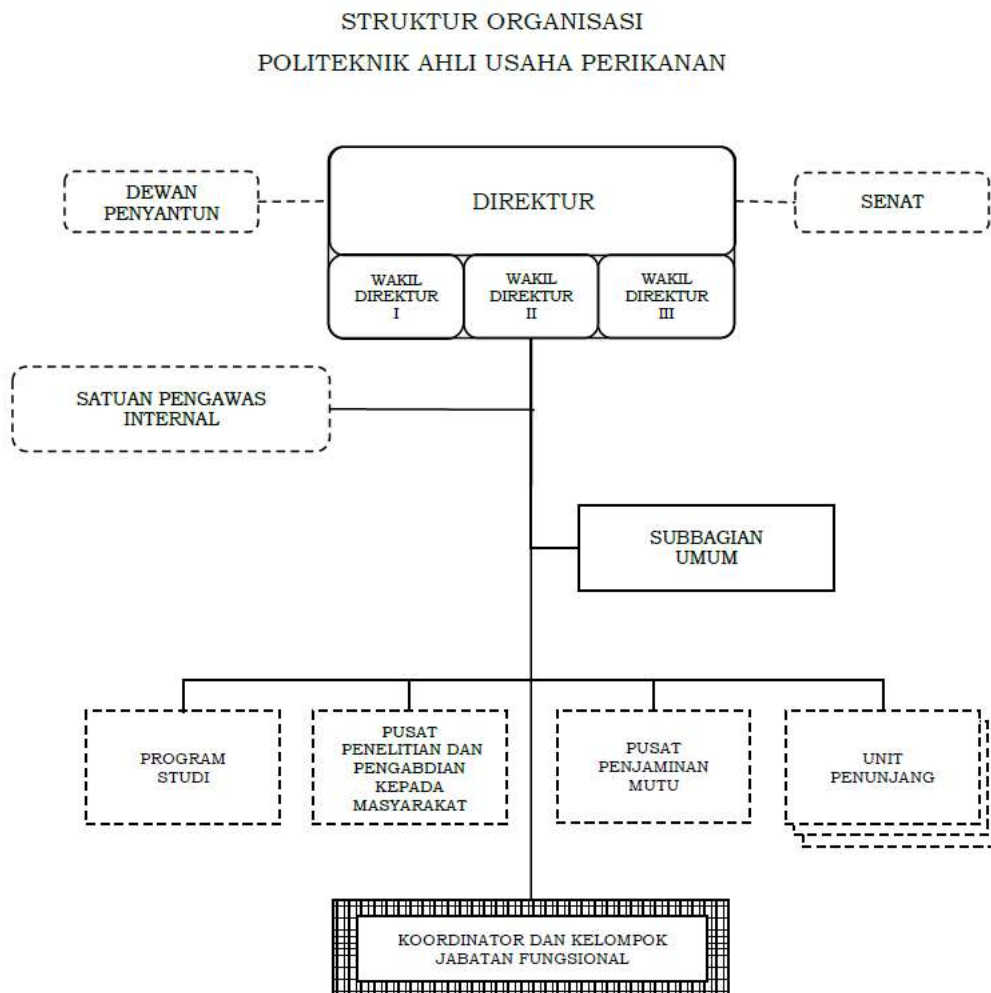 STRUKTUR ORGANISASI
POLITEKNIK AHLI USAHA PERIKANAN
DEWAN
PENYANTUN
DIREKTUR
SENAT
WAKIL
DIREKTUR
I
WAKIL
DIREKTUR
II
WAKIL
DIREKTUR
III
SATUAN PENGAWAS
INTERNAL
SUBBAGIAN
UMUM
PROGRAM
STUDI
PUSAT
PENELITIAN DAN
PENGABDIAN
KEPADA
MASYARAKAT
PUSAT
PENJAMINAN
MUTU
UNIT
PENUNJANG
KOORDINATOR DAN KELOMPOK
JABATAN FUNGSIONAL